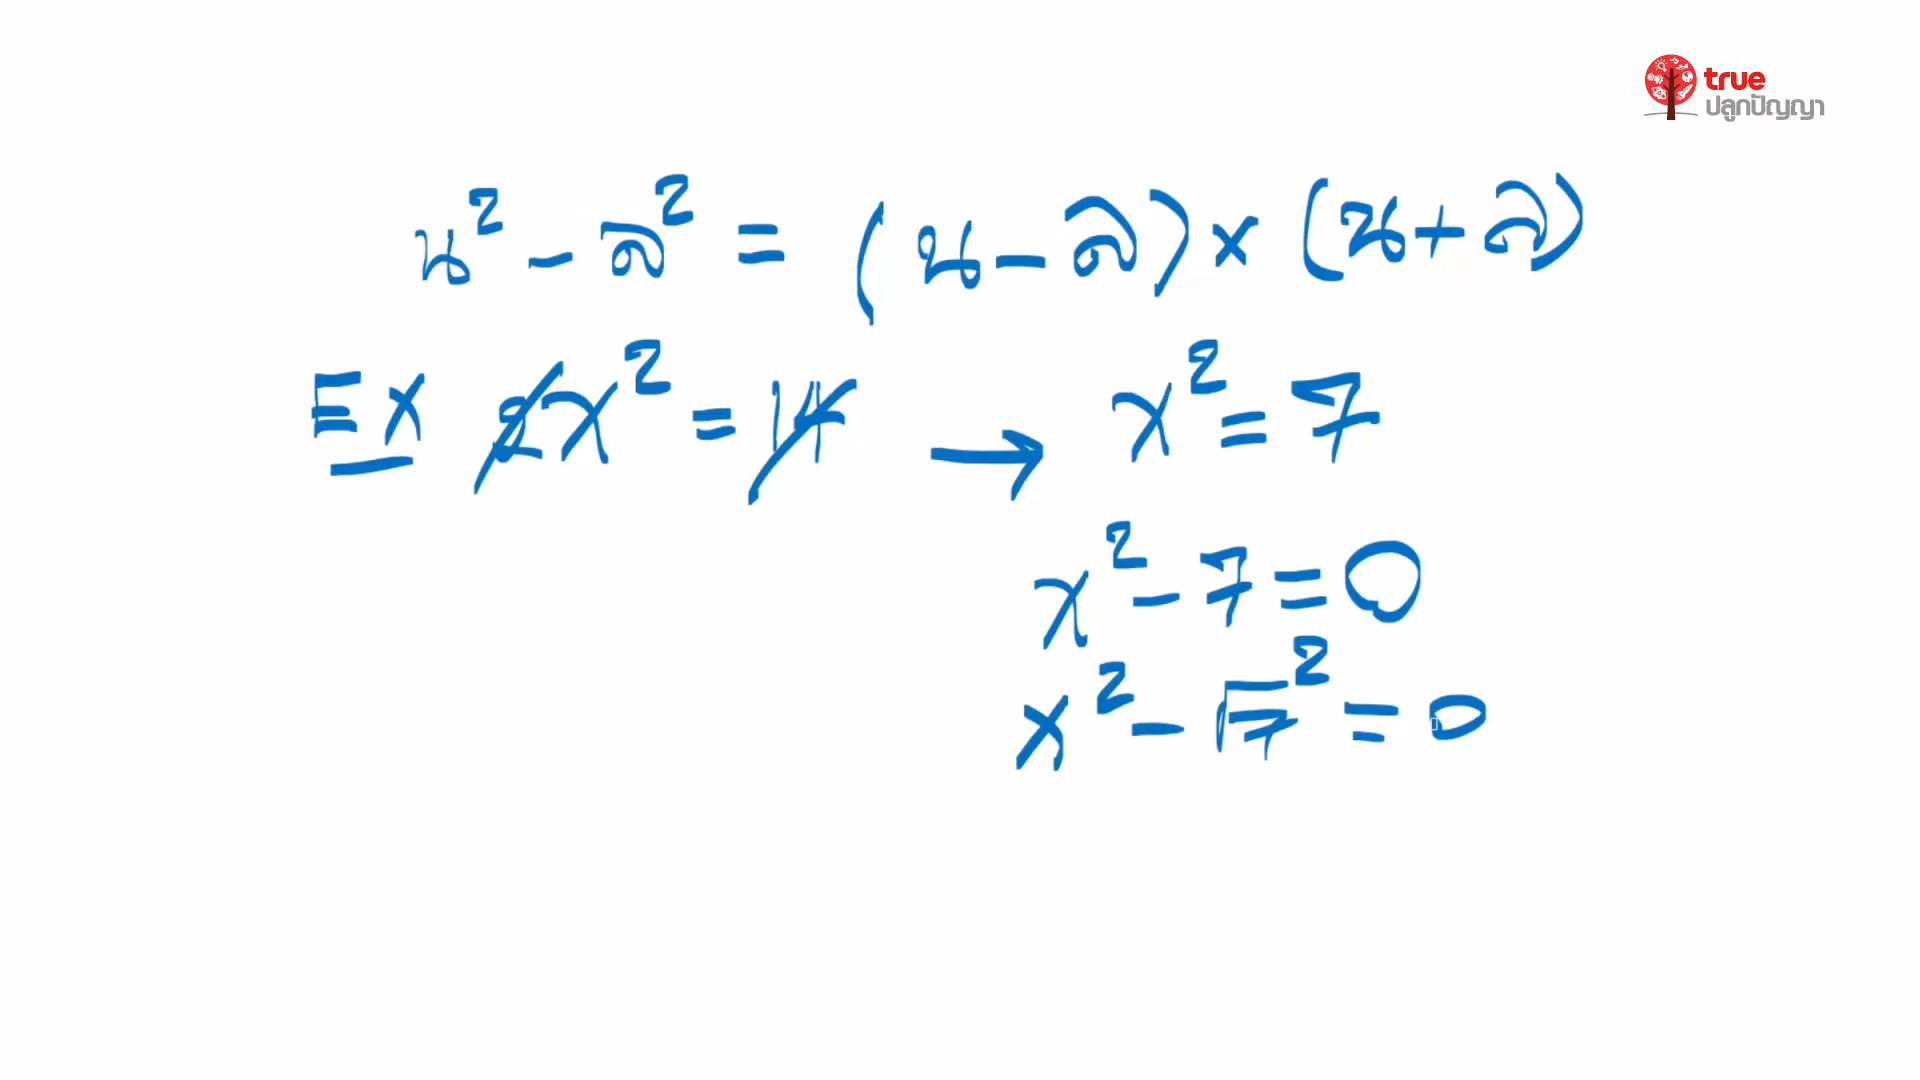 true
ปลูกปัญญา
น² - ล² = (น - ล) × (น + ล)
EX 2x² = 14 → x² = 7
x² - 7 = 0
x² - √7² = 0